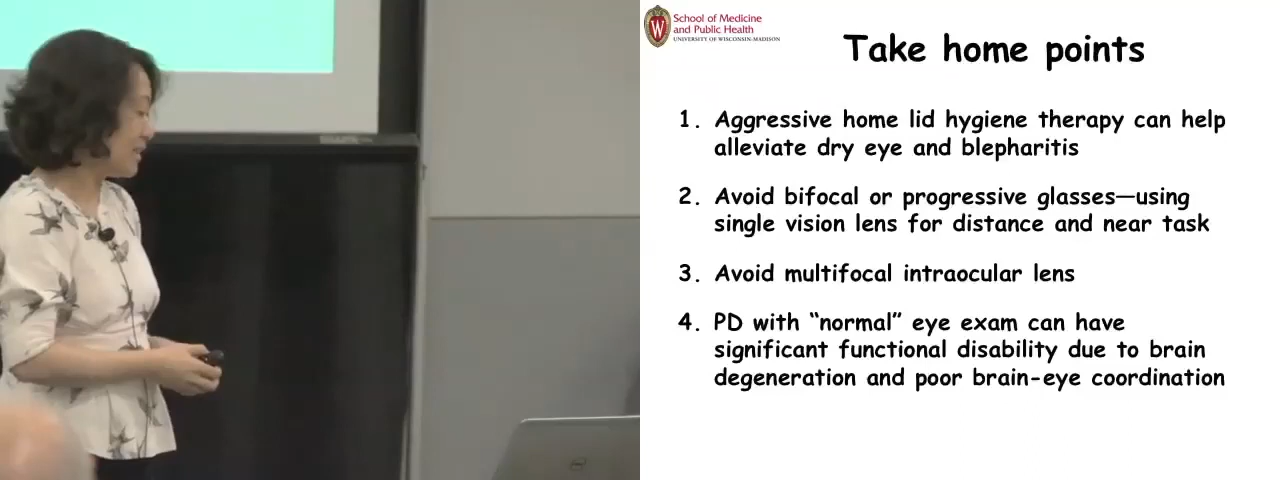 School of Medicine
and Public Health
UNIVERSITY OF WISCONSIN-MADISON
Take home points
1. Aggressive home lid hygiene therapy can help
alleviate dry eye and blepharitis
2. Avoid bifocal or progressive glasses—using
single vision lens for distance and near task
3. Avoid multifocal intraocular lens
4. PD with “normal” eye exam can have
significant functional disability due to brain
degeneration and poor brain-eye coordination
W
DELL